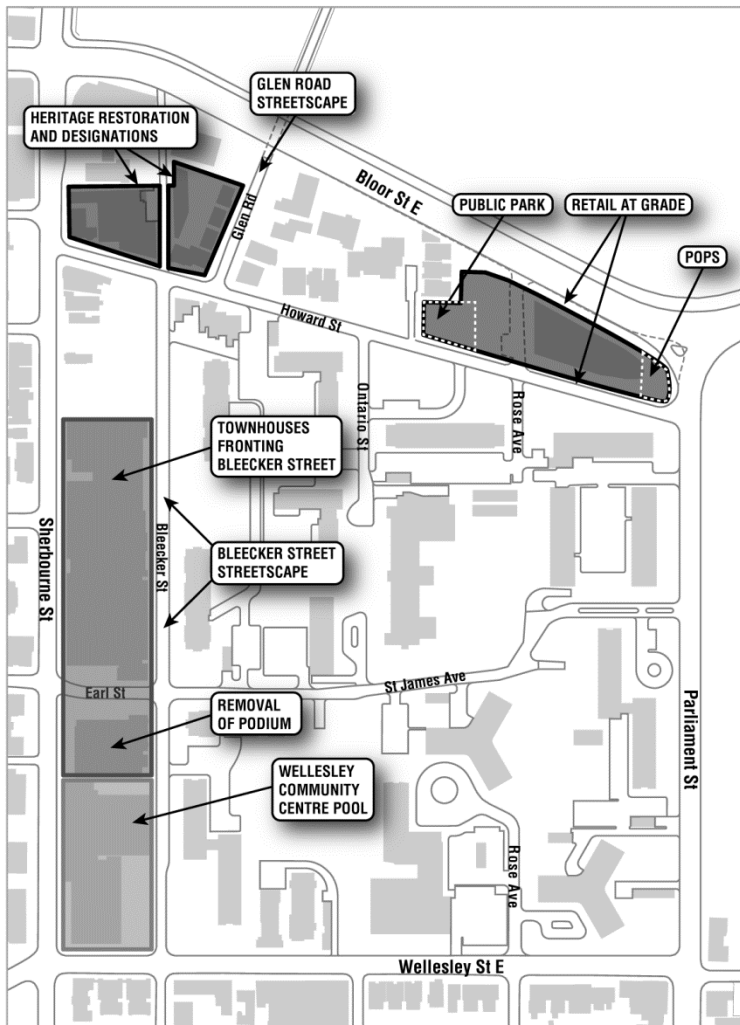 GLEN ROAD
STREETSCAPE
HERITAGE RESTORATION
AND DESIGNATIONS
Bloor St E
PUBLIC PARK
RETAIL AT GRADE
POPS
Glen Rd
Howard St
Ontario St
Rose Ave
TOWNHOUSES
FRONTING
BLEECKER STREET
Sherbourne St
Bleecker St
BLEECKER STREET
STREETSCAPE
Earl St
St James Ave
REMOVAL
OF PODIUM
Parliament St
WELLESLEY
COMMUNITY
CENTRE POOL
Rose Ave
Wellesley St E